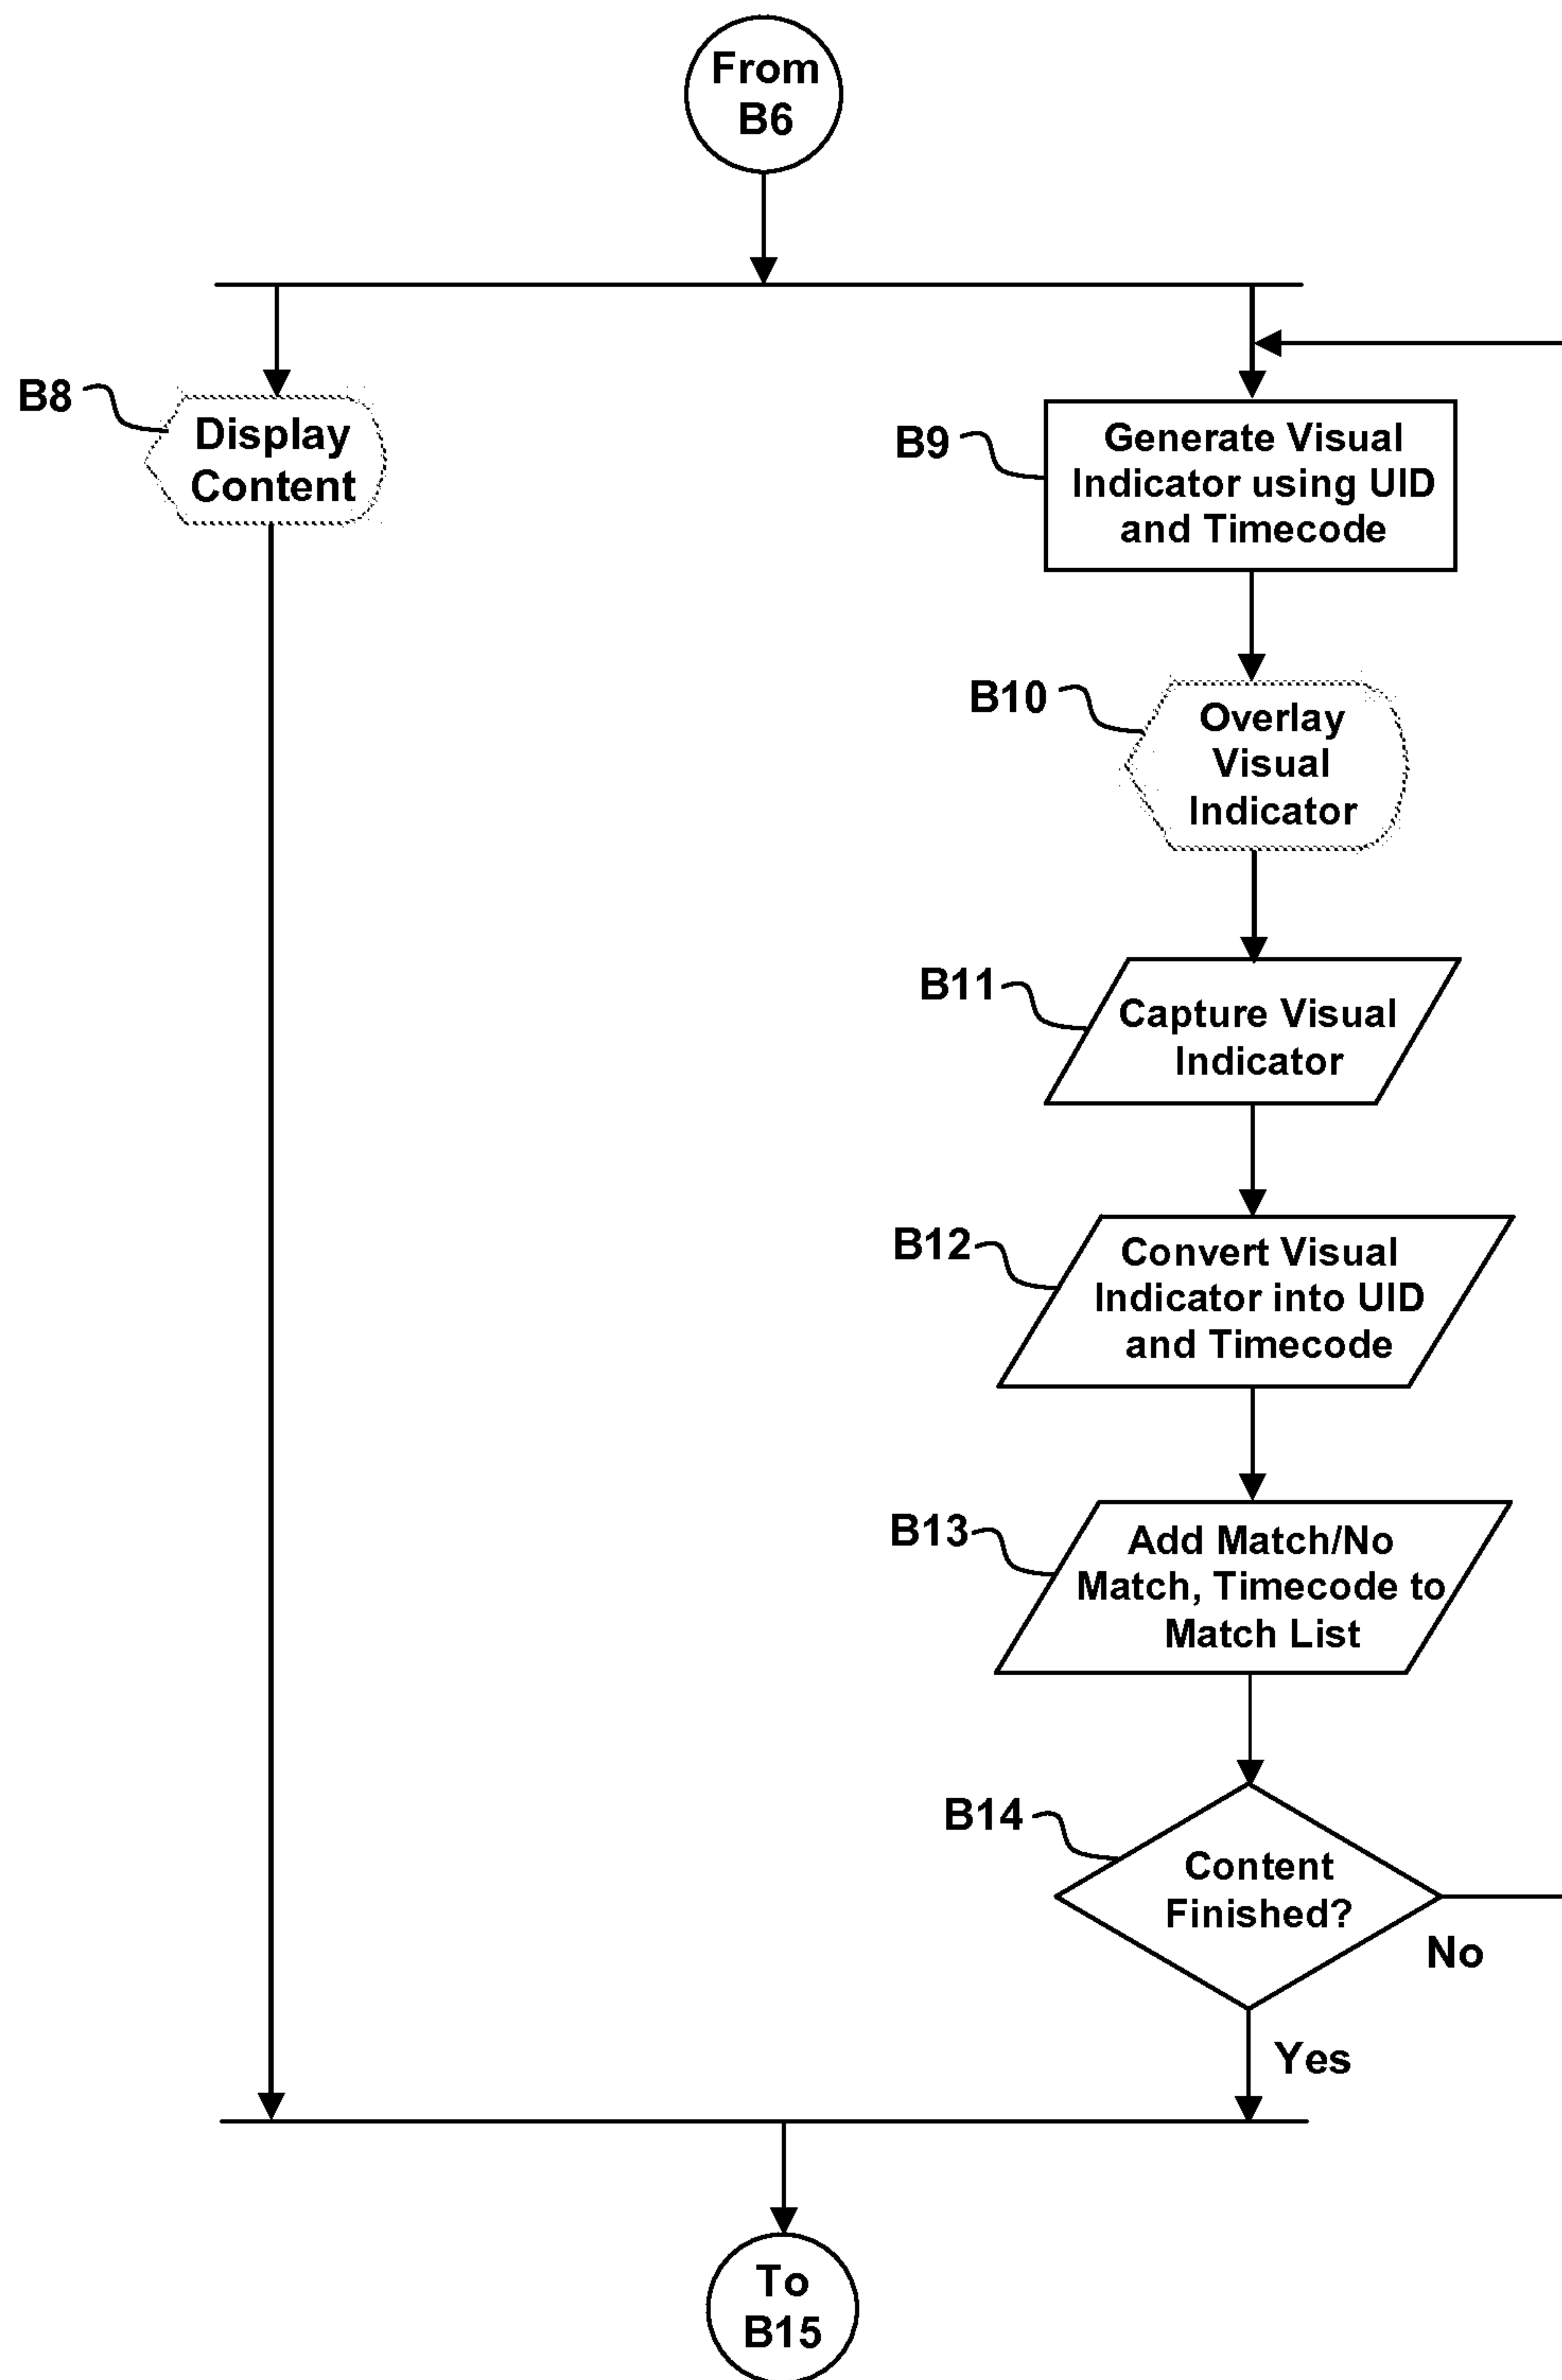 From
B6
B8
Display
Content
B9
Generate Visual
Indicator using UID
and Timecode
B10
Overlay
Visual
Indicator
B11
Capture Visual
Indicator
B12
Convert Visual
Indicator into UID
and Timecode
B13
Add Match/No
Match, Timecode to
Match List
B14
Content
Finished?
No
Yes
To
B15